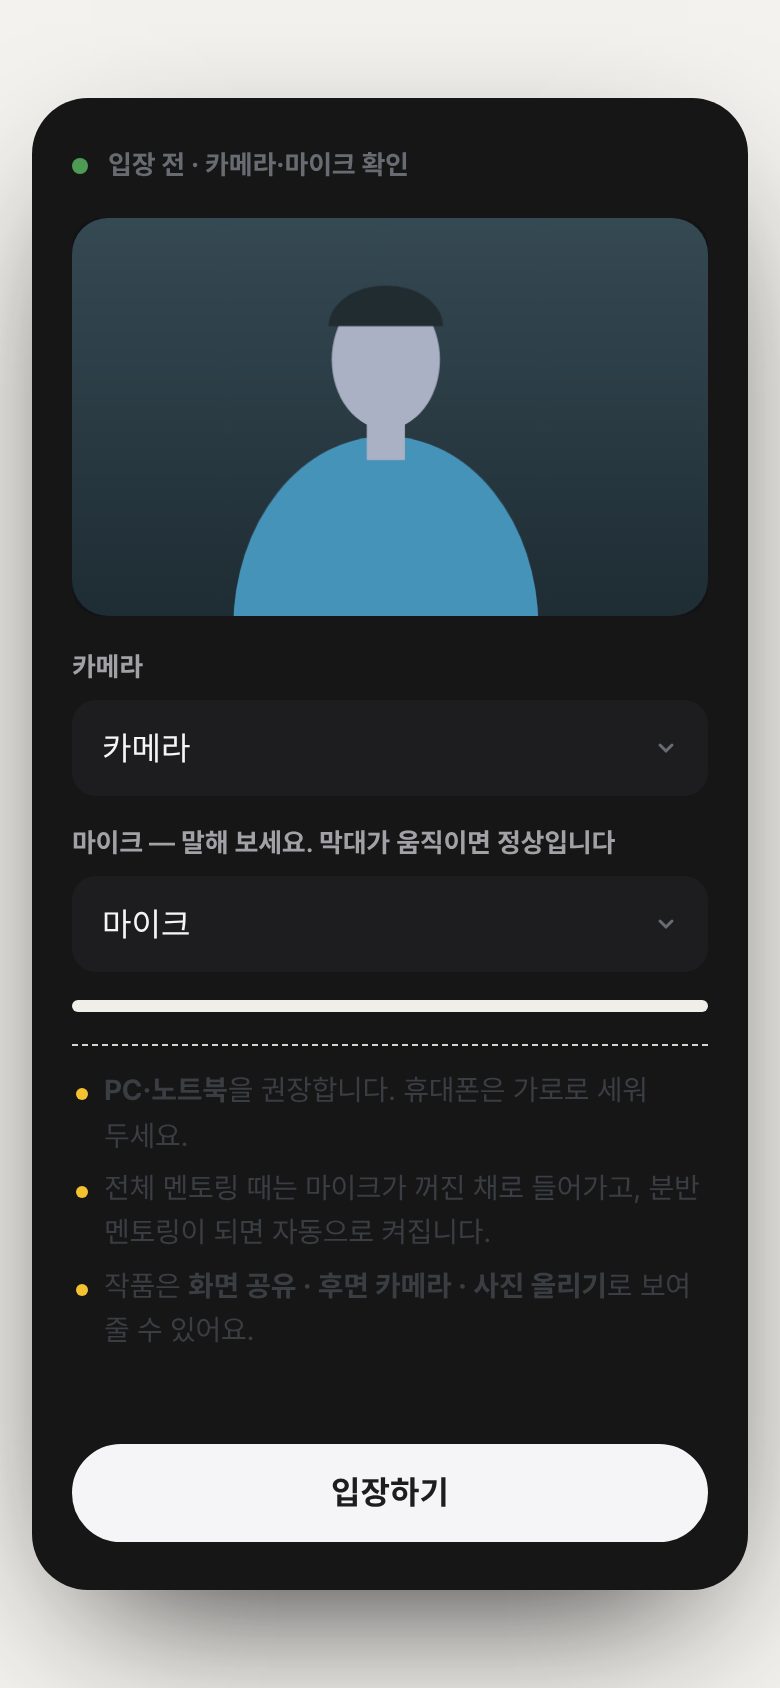 입장 전 · 카메라·마이크 확인
카메라
카메라
마이크 — 말해 보세요. 막대가 움직이면 정상입니다
마이크
PC·노트북을 권장합니다. 휴대폰은 가로로 세워
두세요.
전체 멘토링 때는 마이크가 꺼진 채로 들어가고, 분반
멘토링이 되면 자동으로 켜집니다.
작품은 화면 공유 · 후면 카메라 · 사진 올리기로 보여
줄 수 있어요.
입장하기